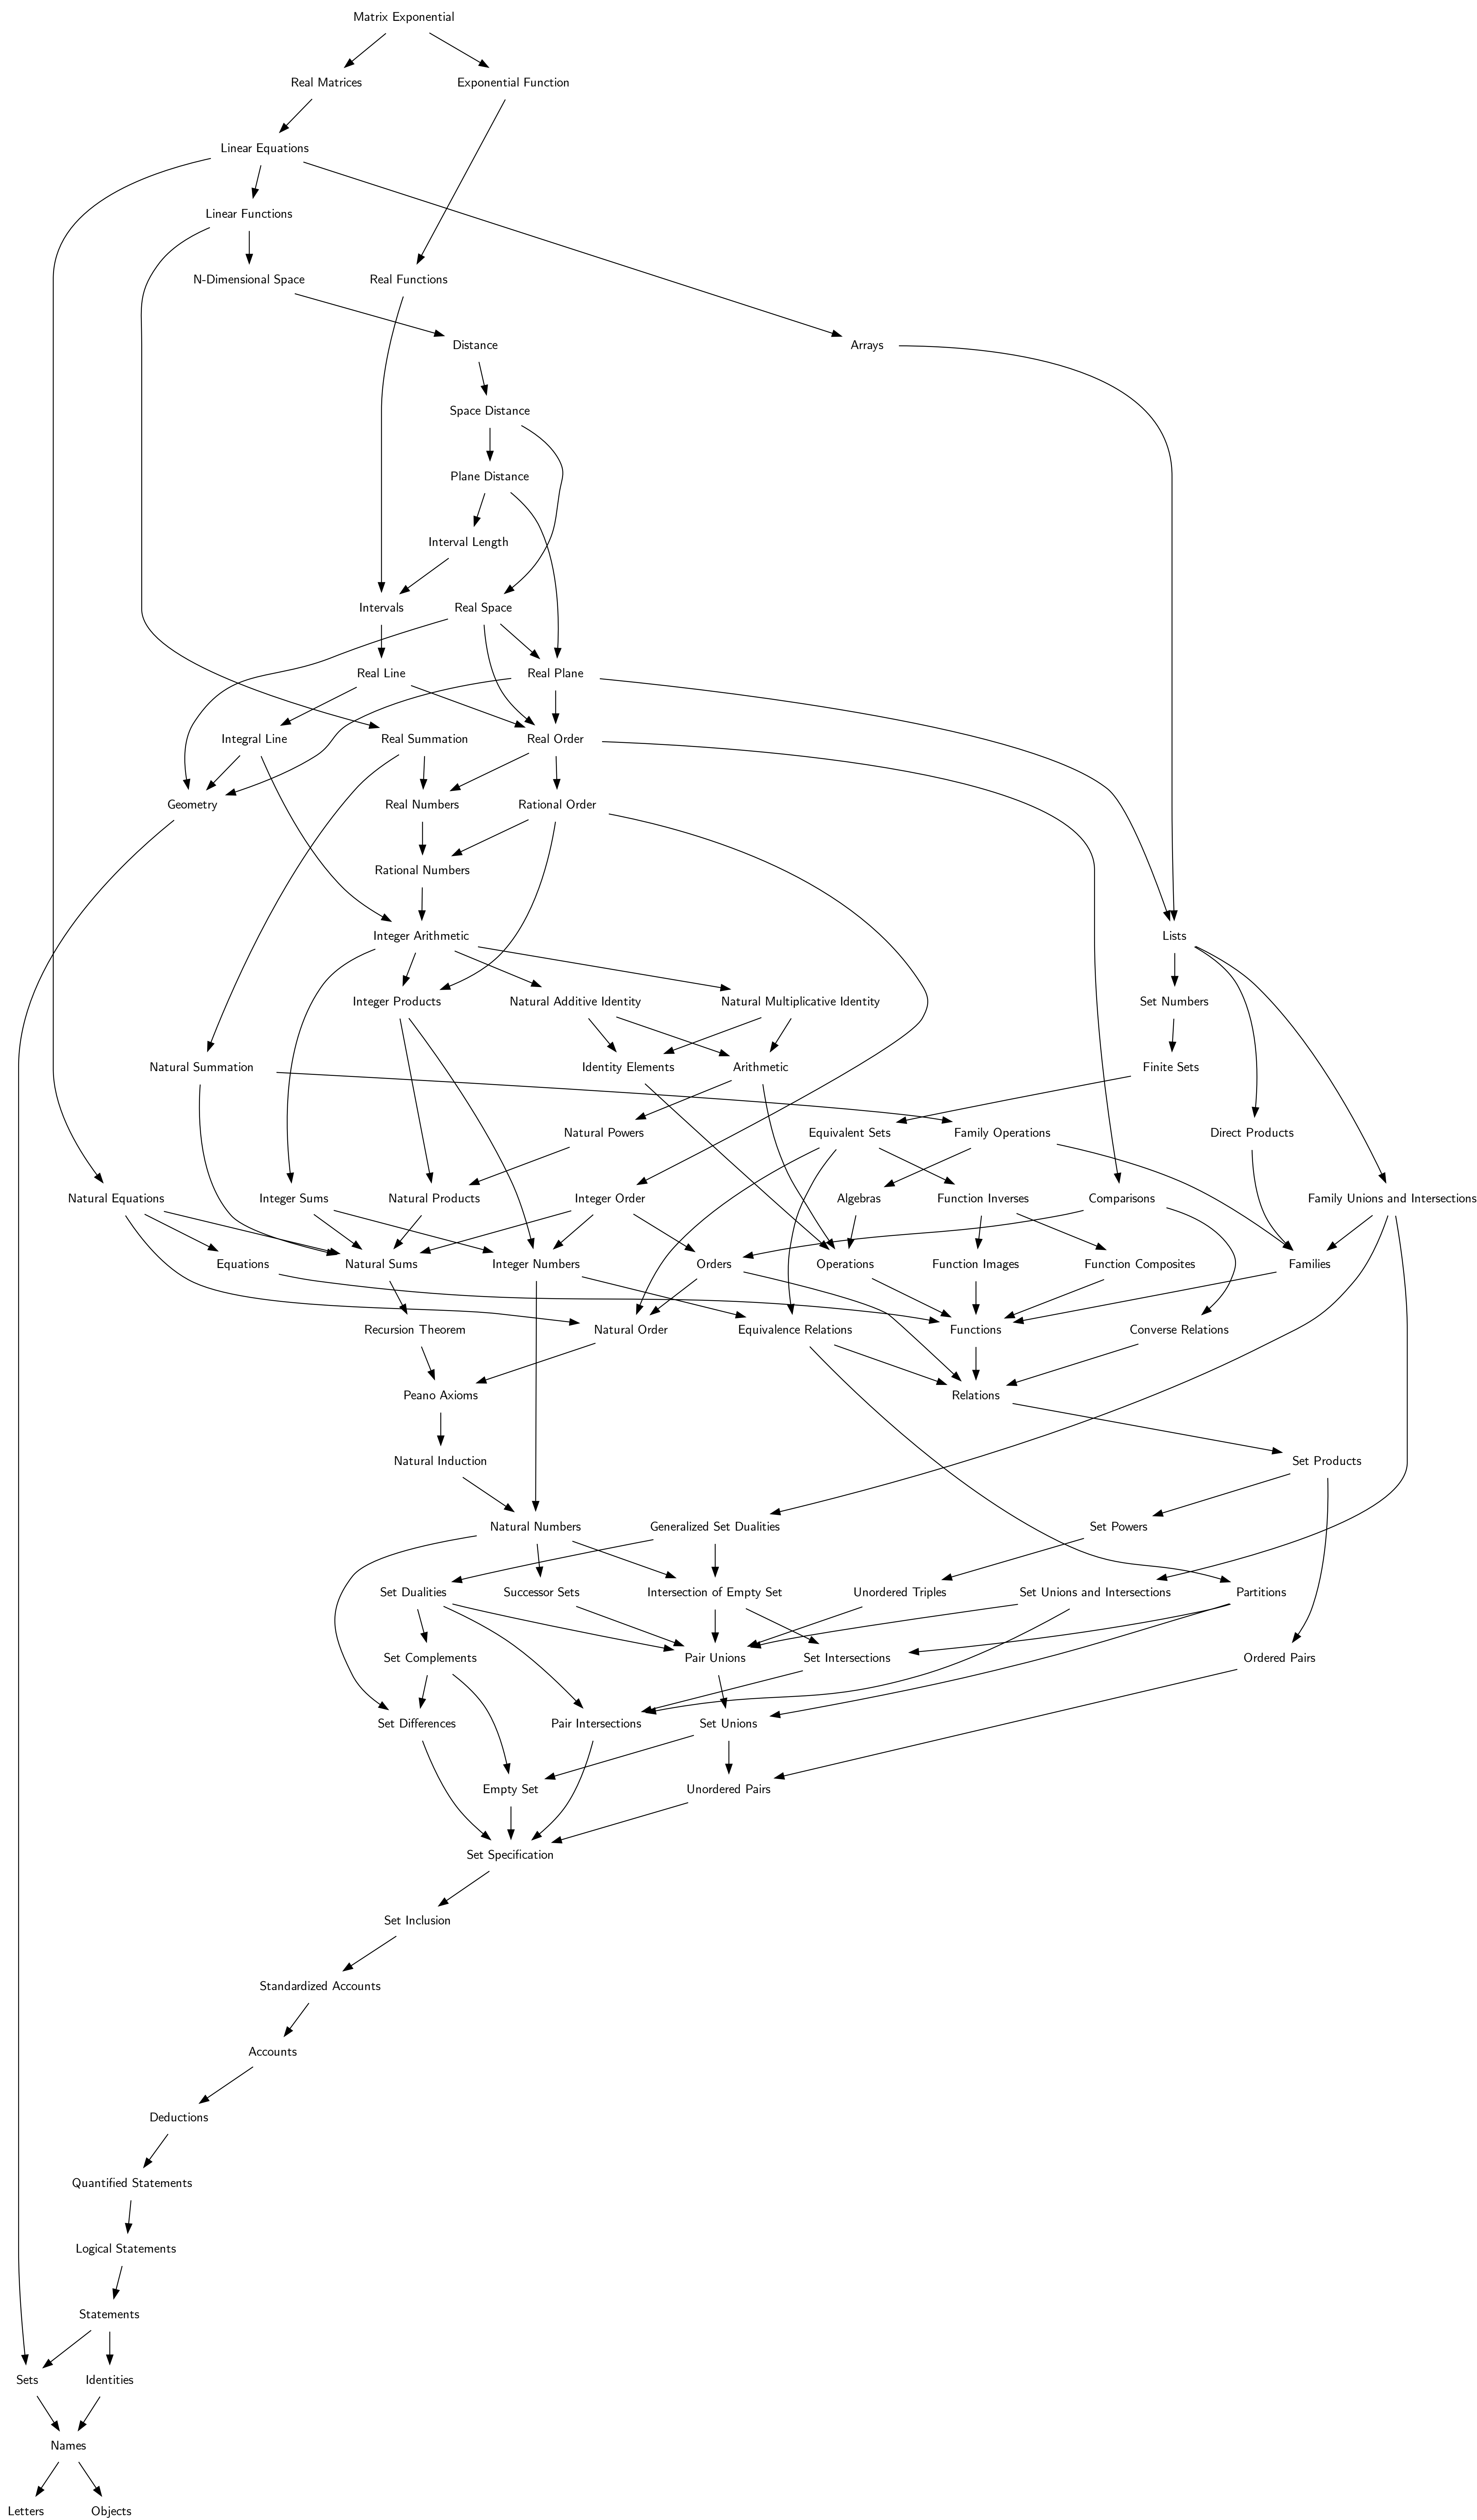 Matrix Exponential
Real Matrices
Exponential Function
Linear Equations
Linear Functions
N-Dimensional Space
Real Functions
Distance
Arrays
Space Distance
Plane Distance
Interval Length
Intervals
Real Space
Real Line
Real Plane
Integral Line
Real Summation
Real Order
Geometry
Real Numbers
Rational Order
Rational Numbers
Integer Arithmetic
Lists
Integer Products
Natural Additive Identity
Natural Multiplicative Identity
Set Numbers
Natural Summation
Identity Elements
Arithmetic
Finite Sets
Natural Powers
Equivalent Sets
Family Operations
Direct Products
Natural Equations
Integer Sums
Natural Products
Integer Order
Algebras
Function Inverses
Comparisons
Family Unions and Intersections
Equations
Natural Sums
Integer Numbers
Orders
Operations
Function Images
Function Composites
Families
Recursion Theorem
Natural Order
Equivalence Relations
Functions
Converse Relations
Peano Axioms
Relations
Natural Induction
Set Products
Natural Numbers
Generalized Set Dualities
Set Powers
Set Dualities
Successor Sets
Intersection of Empty Set
Unordered Triples
Set Unions and Intersections
Partitions
Set Complements
Pair Unions
Set Intersections
Ordered Pairs
Set Differences
Pair Intersections
Set Unions
Empty Set
Unordered Pairs
Set Specification
Set Inclusion
Standardized Accounts
Accounts
Deductions
Quantified Statements
Logical Statements
Statements
Sets
Identities
Names
Letters
Objects